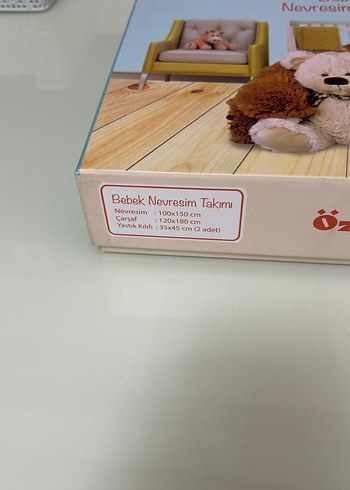 Nevresim
Bebek Nevresim Takımı
Nevresim : 100x150 cm
Çarşaf : 120x180 cm
Yastık Kılıfı : 35x45 cm (2 adet)